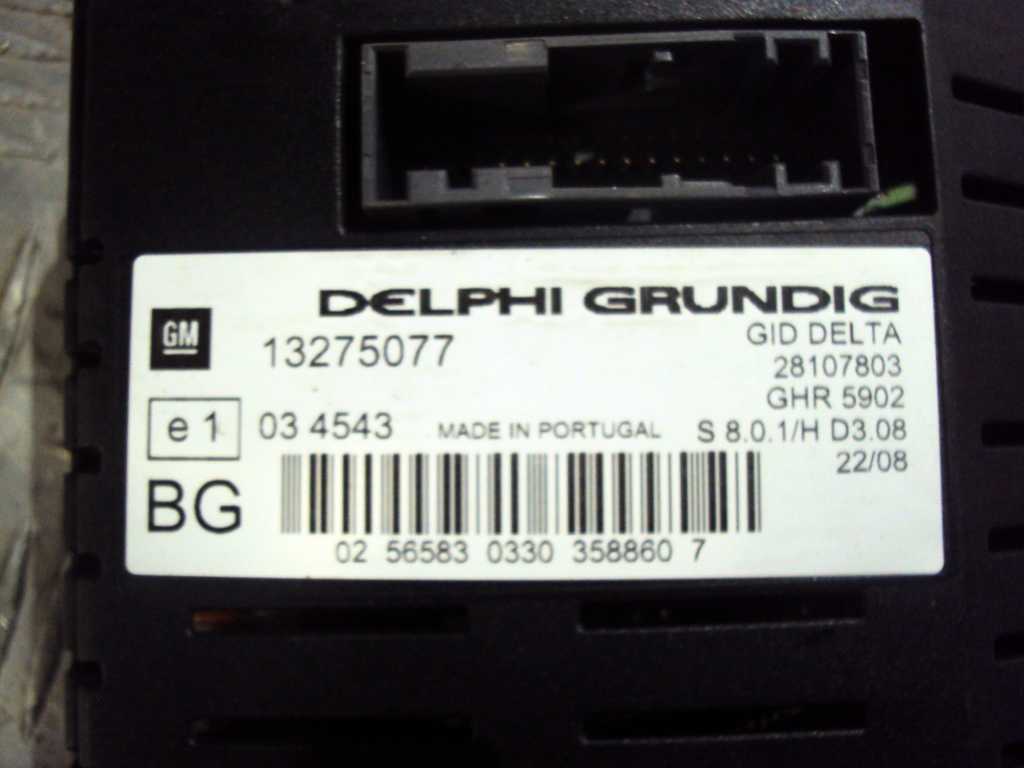 DELPHI GRUNDIG
GM
13275077
GID DELTA
28107803
GHR 5902
e 1
03 4543
MADE IN PORTUGAL
S 8.0.1/H D3.08
22/08
BG
02 56583 0330 358860 7